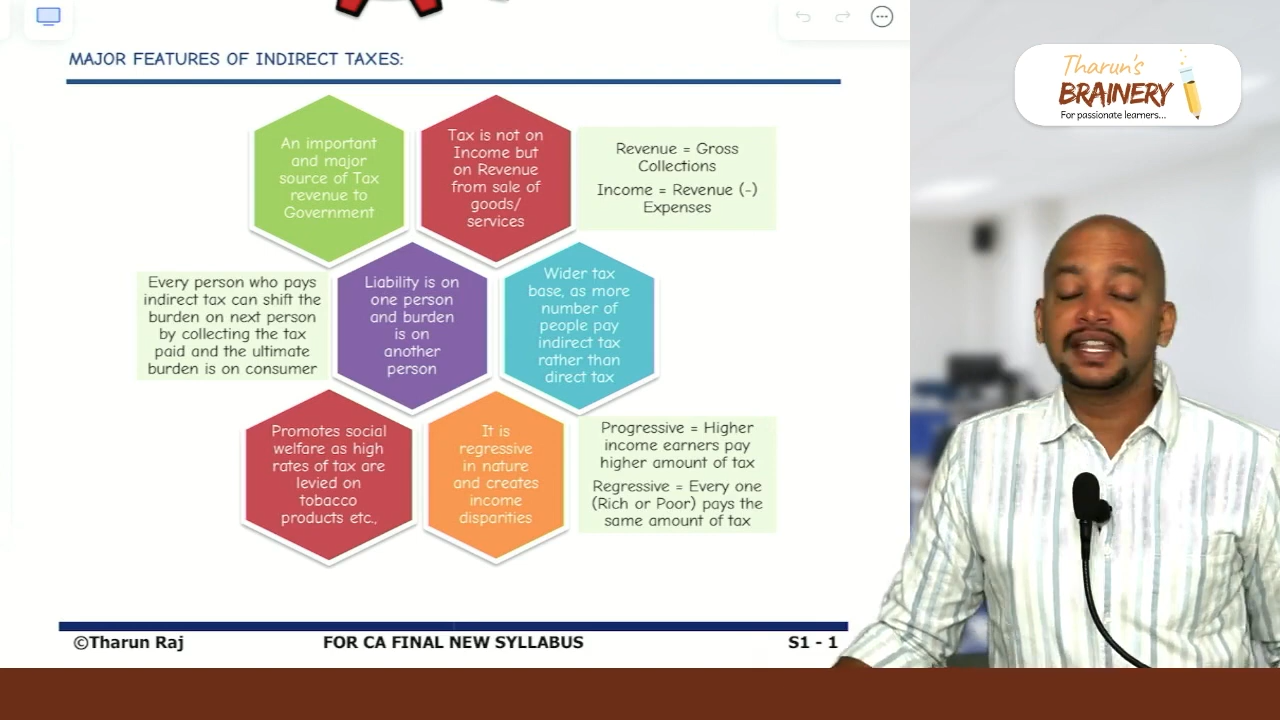 MAJOR FEATURES OF INDIRECT TAXES:
An important
and major
source of Tax
revenue to
Government
Tax is not on
Income but
on Revenue
from sale of
goods/
services
Revenue = Gross
Collections
Income = Revenue (-)
Expenses
Every person who pays
indirect tax can shift the
burden on next person
by collecting the tax
paid and the ultimate
burden is on consumer
Liability is on
one person
and burden
is on
another
person
Wider tax
base, as more
number of
people pay
indirect tax
rather than
direct tax
Promotes social
welfare as high
rates of tax are
levied on
tobacco
products etc.,
It is
regressive
in nature
and creates
income
disparities
Progressive = Higher
income earners pay
higher amount of tax
Regressive = Every one
(Rich or Poor) pays the
same amount of tax
©Tharun Raj
FOR CA FINAL NEW SYLLABUS
S1 - 1
Tharun's
BRAINERY
For passionate learners...